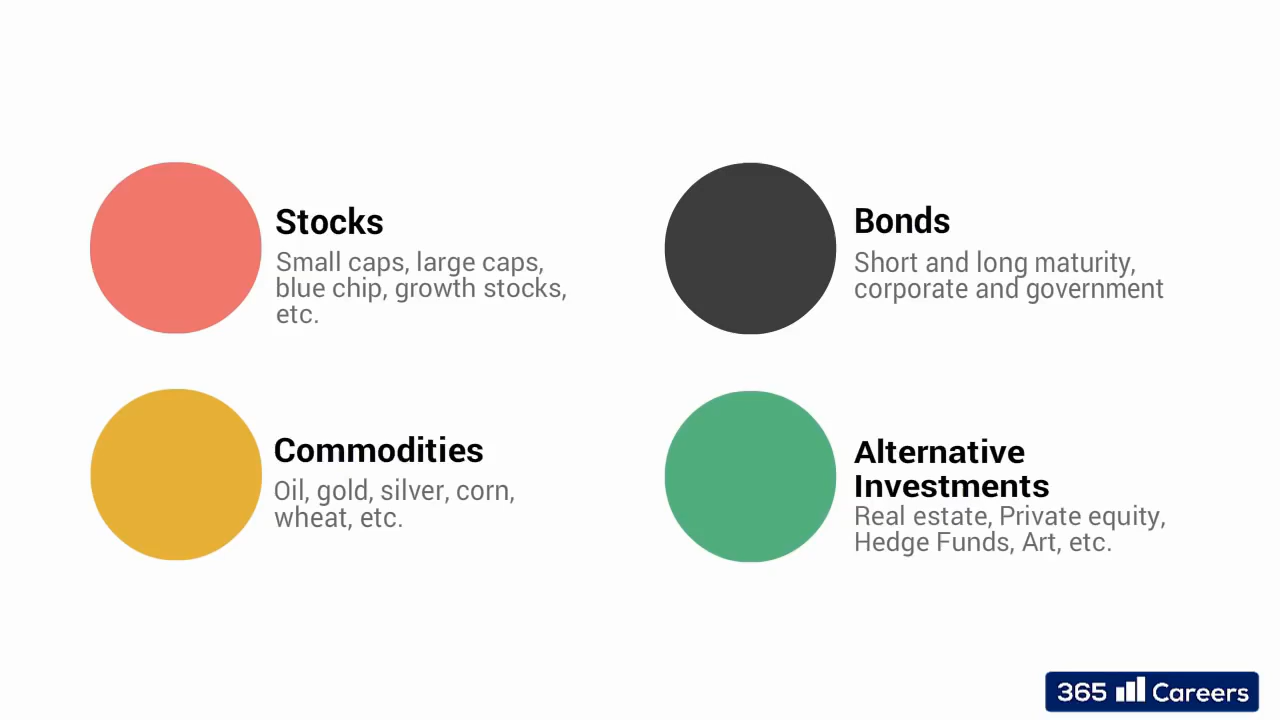 Stocks
Small caps, large caps,
blue chip, growth stocks,
etc.
Bonds
Short and long maturity,
corporate and government
Commodities
Oil, gold, silver, corn,
wheat, etc.
Alternative
Investments
Real estate, Private equity,
Hedge Funds, Art, etc.
365 Careers